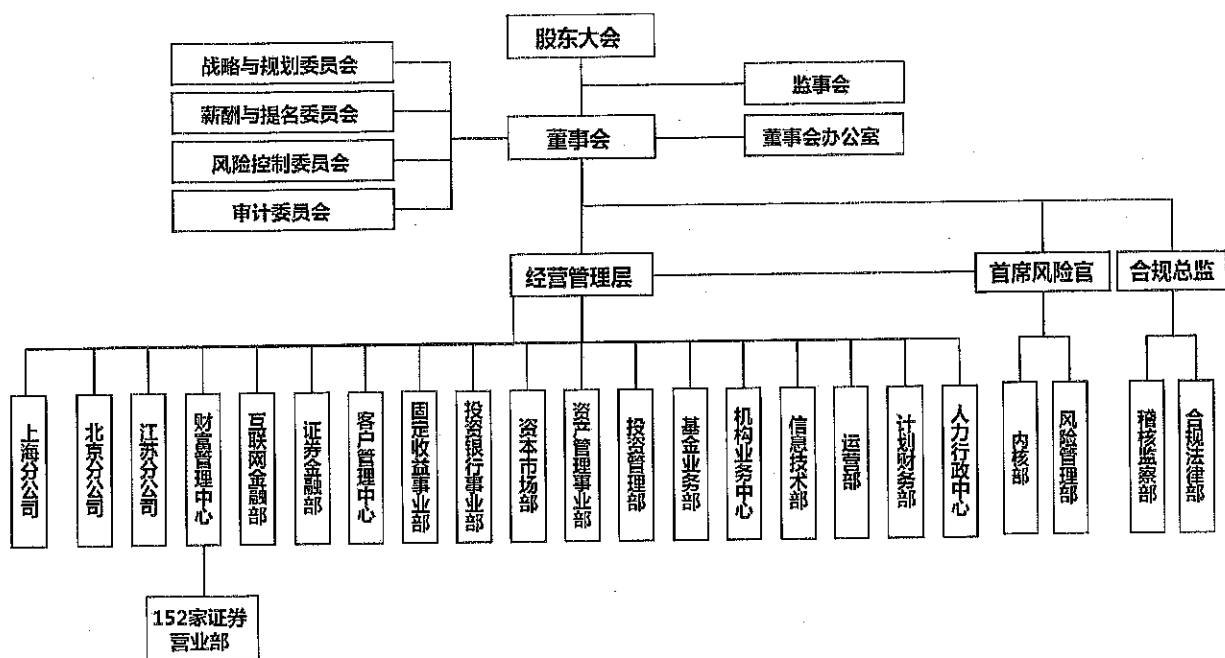 股东大会
战略与规划委员会
监事会
薪酬与提名委员会
董事会
董事会办公室
风险控制委员会
审计委员会
经营管理层
首席风险官
合规总监
上海分公司
北京分公司
江苏分公司
财富管理中心
互联网金融部
证券金融部
客户管理中心
固定收益事业部
投资银行事业部
资本市场部
资产管理事业部
投资管理部
基金业务部
机构业务中心
信息技术部
运营部
计划财务部
人力行政中心
内核部
风险管理部
稽核监察部
合规法律部
152家证券
营业部